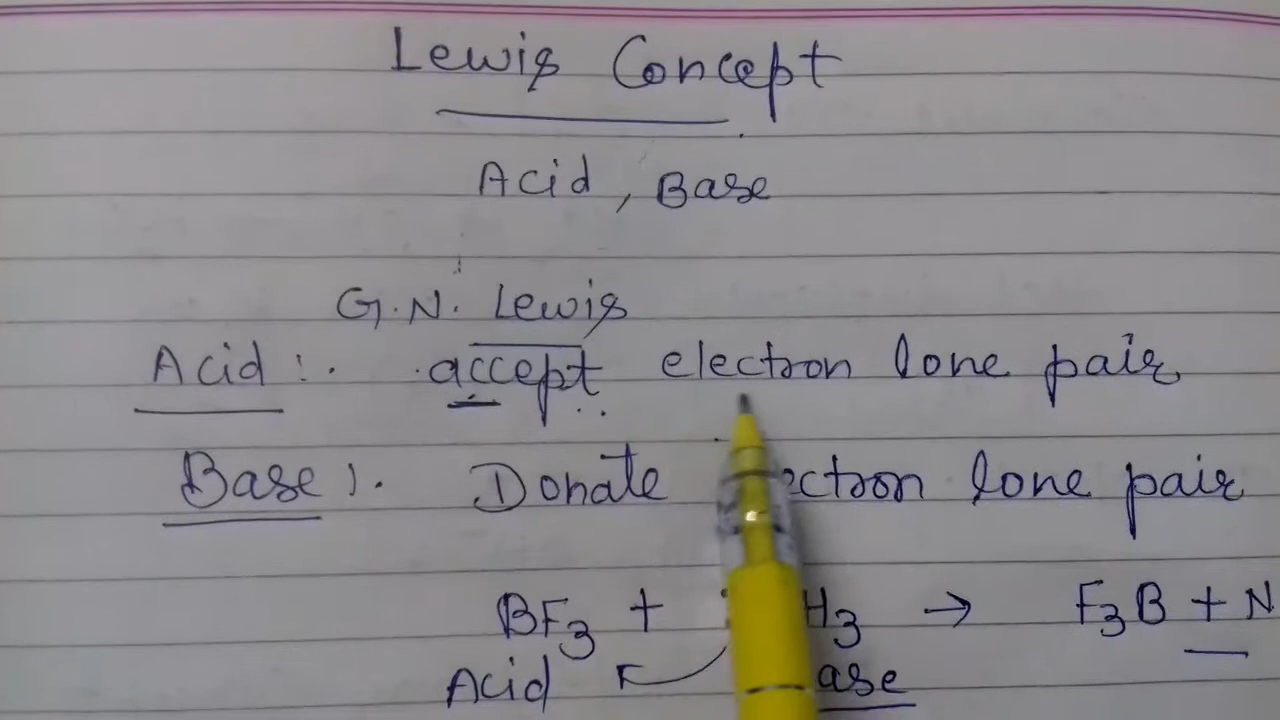 Lewis Concept
Acid, Base
G.N. Lewis
Acid :. accept electron lone pair
Base :. Donate ectron lone pair
BF3 + : H3 → F3B + N
Acid ase